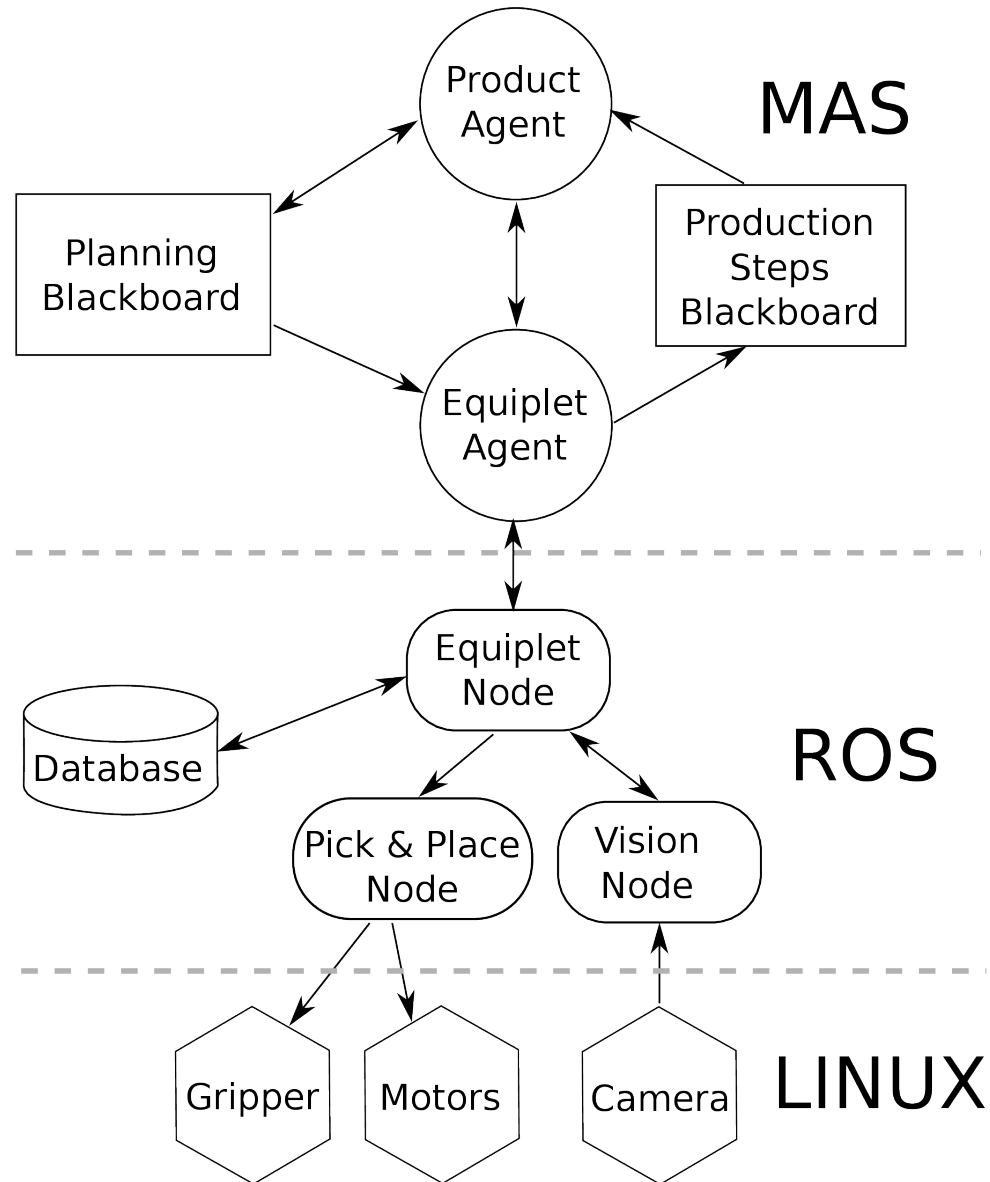 Product
Agent
MAS
Planning
Blackboard
Production
Steps
Blackboard
Equiplet
Agent
Equiplet
Node
Database
ROS
Pick & Place
Node
Vision
Node
Gripper
Motors
Camera
LINUX